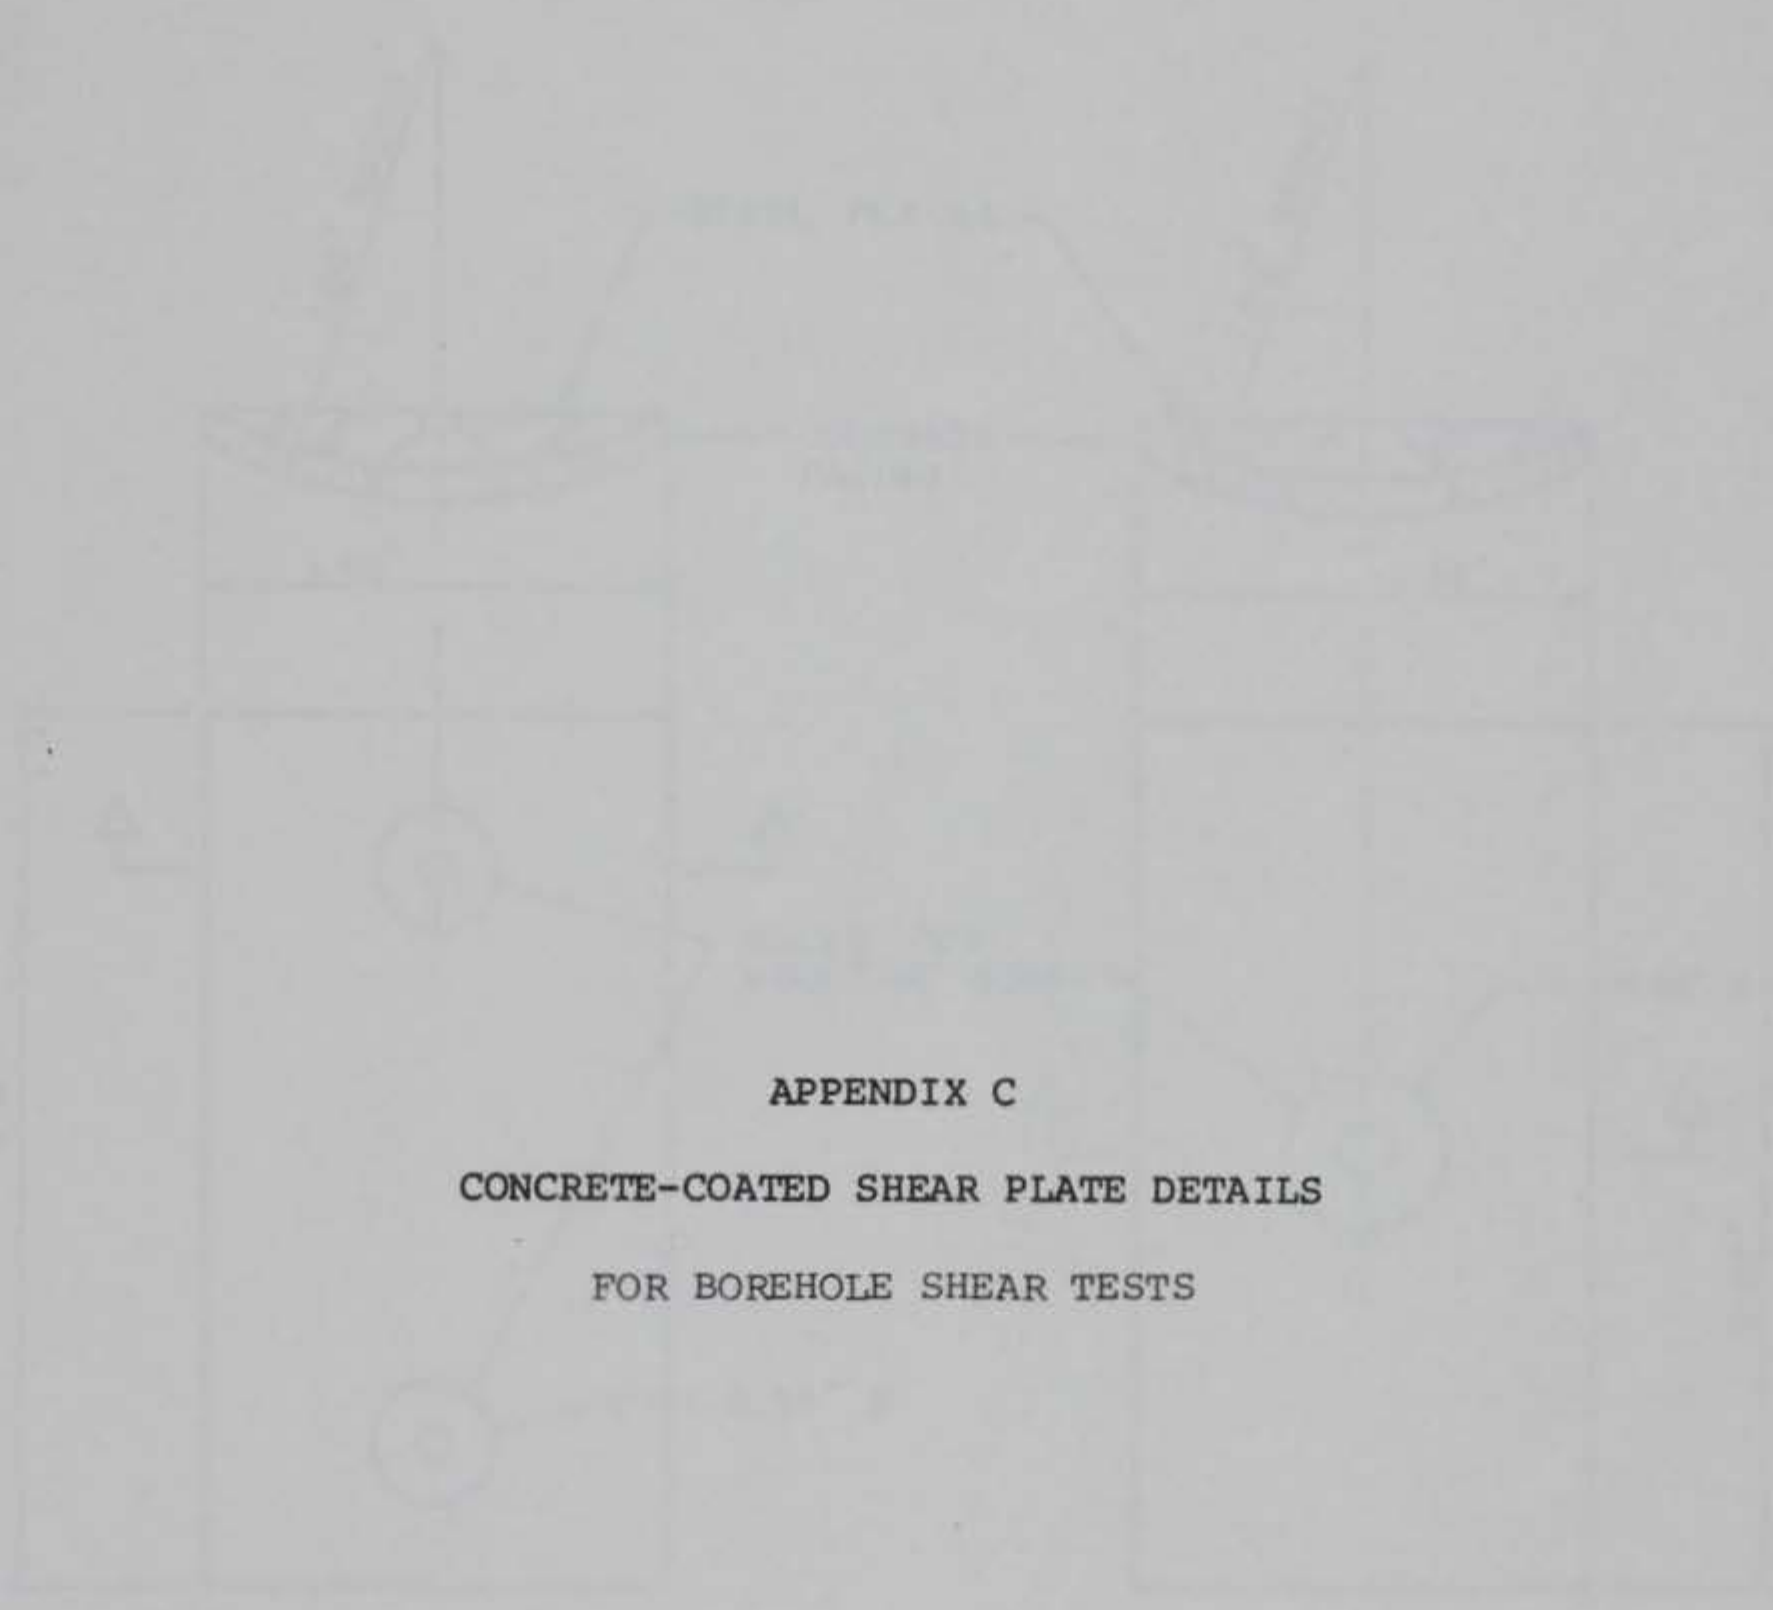 APPENDIX C
CONCRETE-COATED SHEAR PLATE DETAILS
FOR BOREHOLE SHEAR TESTS